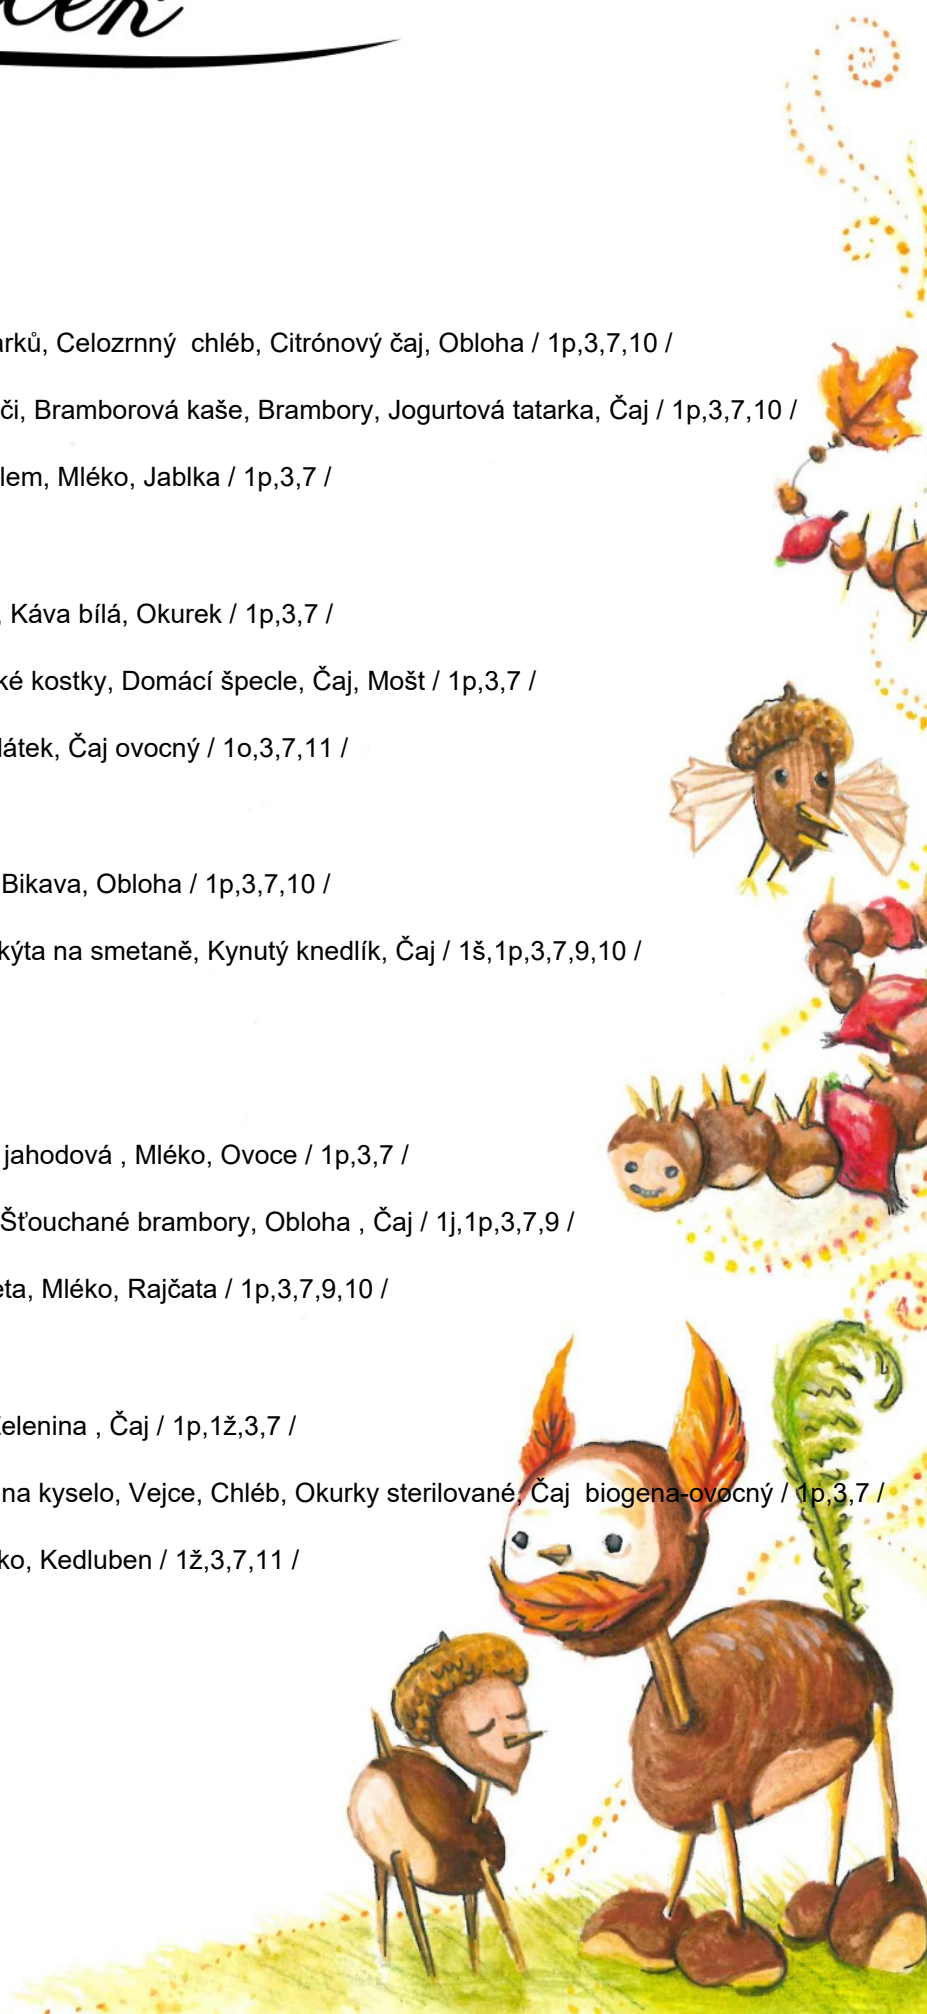 arků, Celozrnný  chléb, Citrónový čaj, Obloha / 1p,3,7,10 /
či, Bramborová kaše, Brambory, Jogurtová tatarka, Čaj / 1p,3,7,10 /
lem, Mléko, Jablka / 1p,3,7 /
, Káva bílá, Okurek / 1p,3,7 /
ké kostky, Domácí špecle, Čaj, Mošt / 1p,3,7 /
látek, Čaj ovocný / 1o,3,7,11 /
Bikava, Obloha / 1p,3,7,10 /
kýta na smetaně, Kynutý knedlík, Čaj / 1š,1p,3,7,9,10 /
jahodová , Mléko, Ovoce / 1p,3,7 /
Šťouchané brambory, Obloha , Čaj / 1j,1p,3,7,9 /
eta, Mléko, Rajčata / 1p,3,7,9,10 /
Zelenina , Čaj / 1p,1ž,3,7 /
na kyselo, Vejce, Chléb, Okurky sterilované, Čaj  biogena-ovocný / 1p,3,7 /
ko, Kedluben / 1ž,3,7,11 /